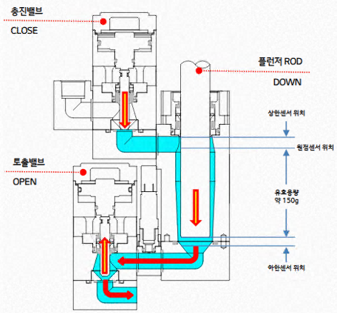 충진밸브
CLOSE
플런저 ROD
DOWN
상한센서 위치
원점센서 위치
토출밸브
OPEN
유효용량
약 150g
하한센서 위치